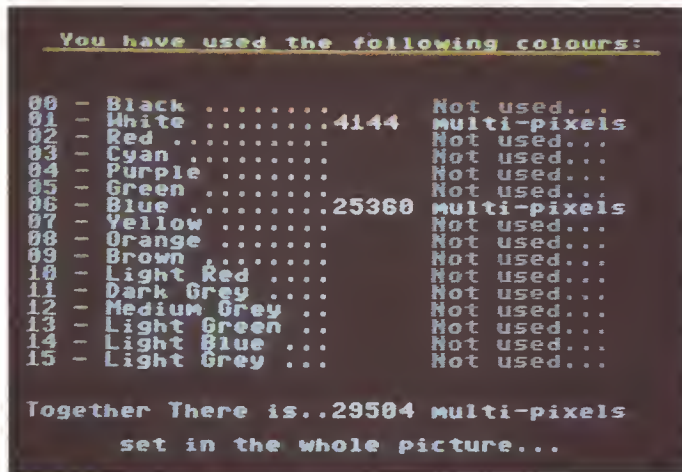 You have used the following colours:
00 - Black ........ Not used...
01 - White ........4144 multi-pixels
02 - Red .......... Not used...
03 - Cyan ......... Not used...
04 - Purple ....... Not used...
05 - Green ........ Not used...
06 - Blue .........25360 multi-pixels
07 - Yellow ....... Not used...
08 - Orange ....... Not used...
09 - Brown ........ Not used...
10 - Light Red .... Not used...
11 - Dark Grey .... Not used...
12 - Medium Grey .. Not used...
13 - Light Green .. Not used...
14 - Light Blue ... Not used...
15 - Light Grey ... Not used...
Together There is..29504 multi-pixels
set in the whole picture...